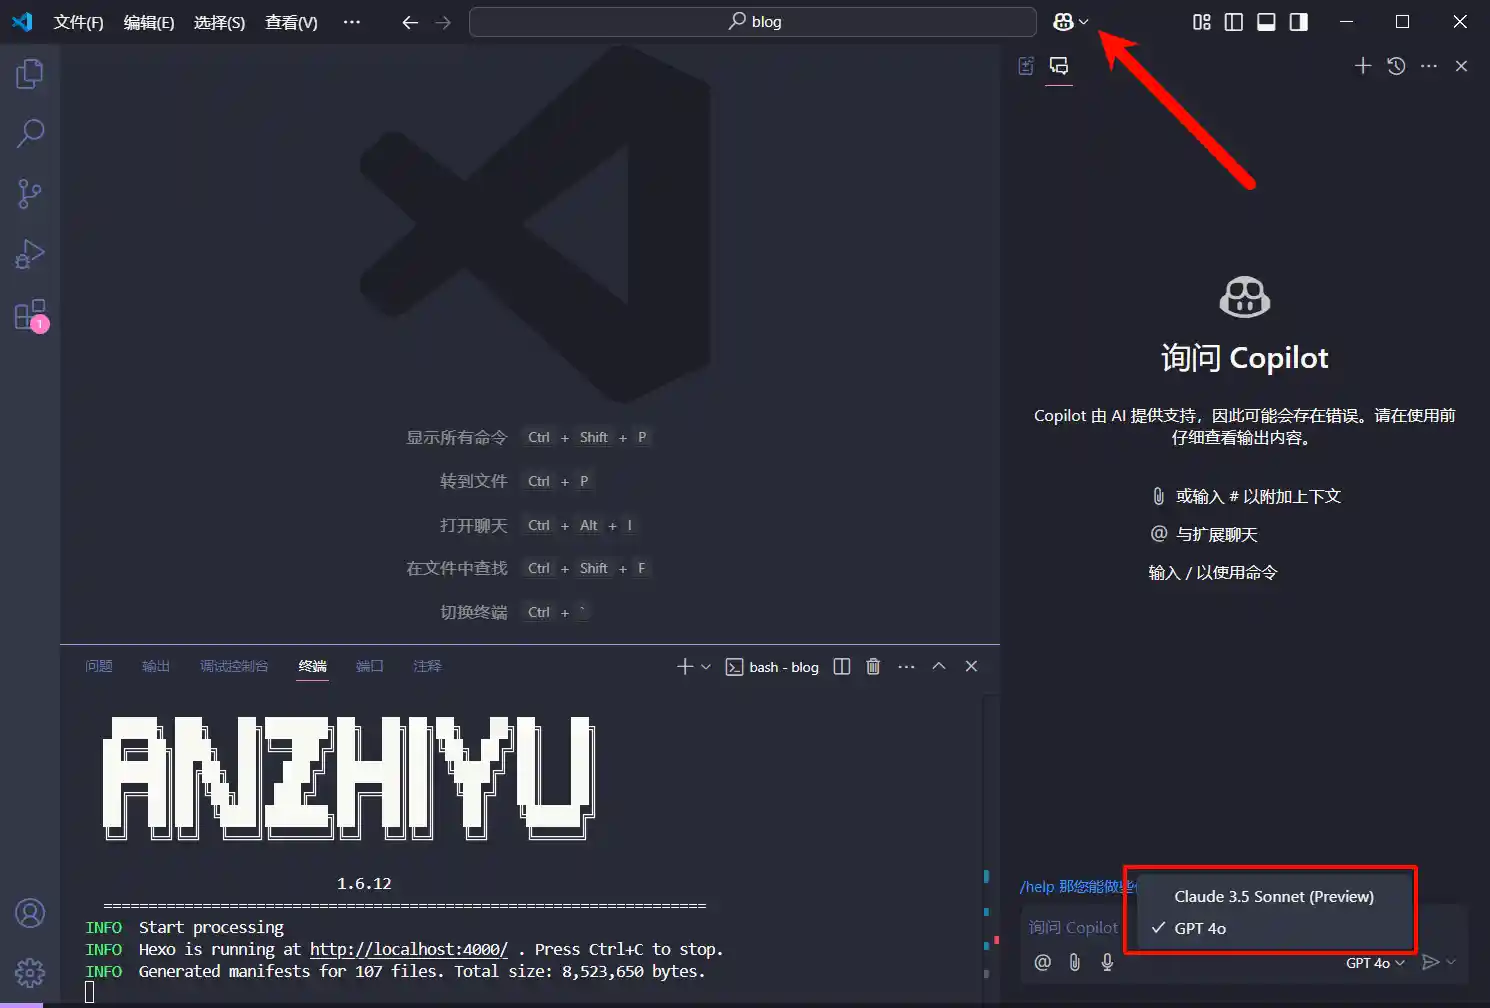 文件(F) 编辑(E) 选择(S) 查看(V) ··· blog
1
显示所有命令 Ctrl + Shift + P
转到文件 Ctrl + P
打开聊天 Ctrl + Alt + I
在文件中查找 Ctrl + Shift + F
切换终端 Ctrl + `
询问 Copilot
Copilot 由 AI 提供支持，因此可能会存在错误。请在使用前
仔细查看输出内容。
或输入 # 以附加上下文
@ 与扩展聊天
输入 / 以使用命令
问题 输出 调试控制台 终端 端口 注释 bash - blog
ANZHIYU
1.6.12
==================================================================
INFO Start processing
INFO Hexo is running at http://localhost:4000/ . Press Ctrl+C to stop.
INFO Generated manifests for 107 files. Total size: 8,523,650 bytes.
/help 那您能做些
Claude 3.5 Sonnet (Preview)
GPT 4o
询问 Copilot
@ GPT 4o